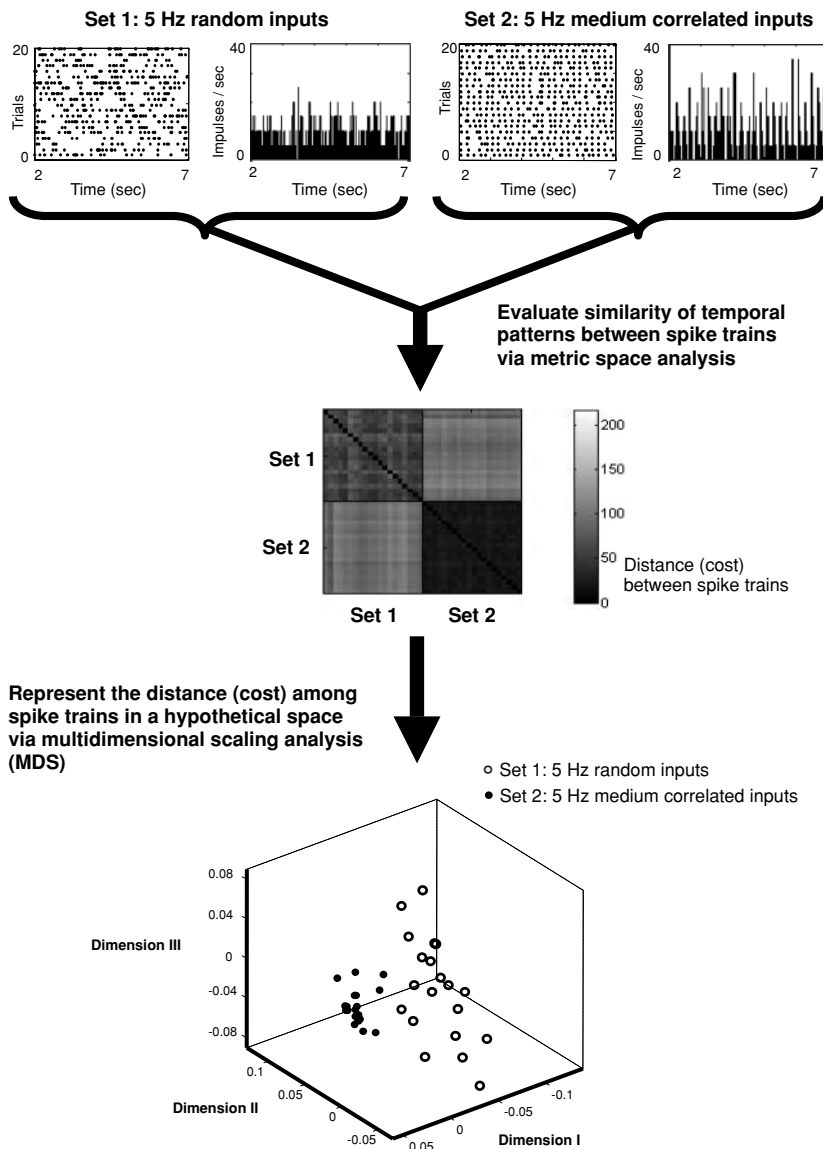 Set 1: 5 Hz random inputs
Set 2: 5 Hz medium correlated inputs
20
10
0
Trials
2
7
Time (sec)
40
20
0
Impulses / sec
2
7
Time (sec)
20
10
0
Trials
2
7
Time (sec)
40
20
0
Impulses / sec
2
7
Time (sec)
Evaluate similarity of temporal
patterns between spike trains
via metric space analysis
Set 1
Set 2
Set 1
Set 2
200
150
100
50
0
Distance (cost)
between spike trains
Represent the distance (cost) among
spike trains in a hypothetical space
via multidimensional scaling analysis
(MDS)
Set 1: 5 Hz random inputs
Set 2: 5 Hz medium correlated inputs
0.08
0.04
0
-0.04
-0.08
Dimension III
0.1
0.05
0
-0.05
Dimension II
0.05
0
-0.05
-0.1
Dimension I